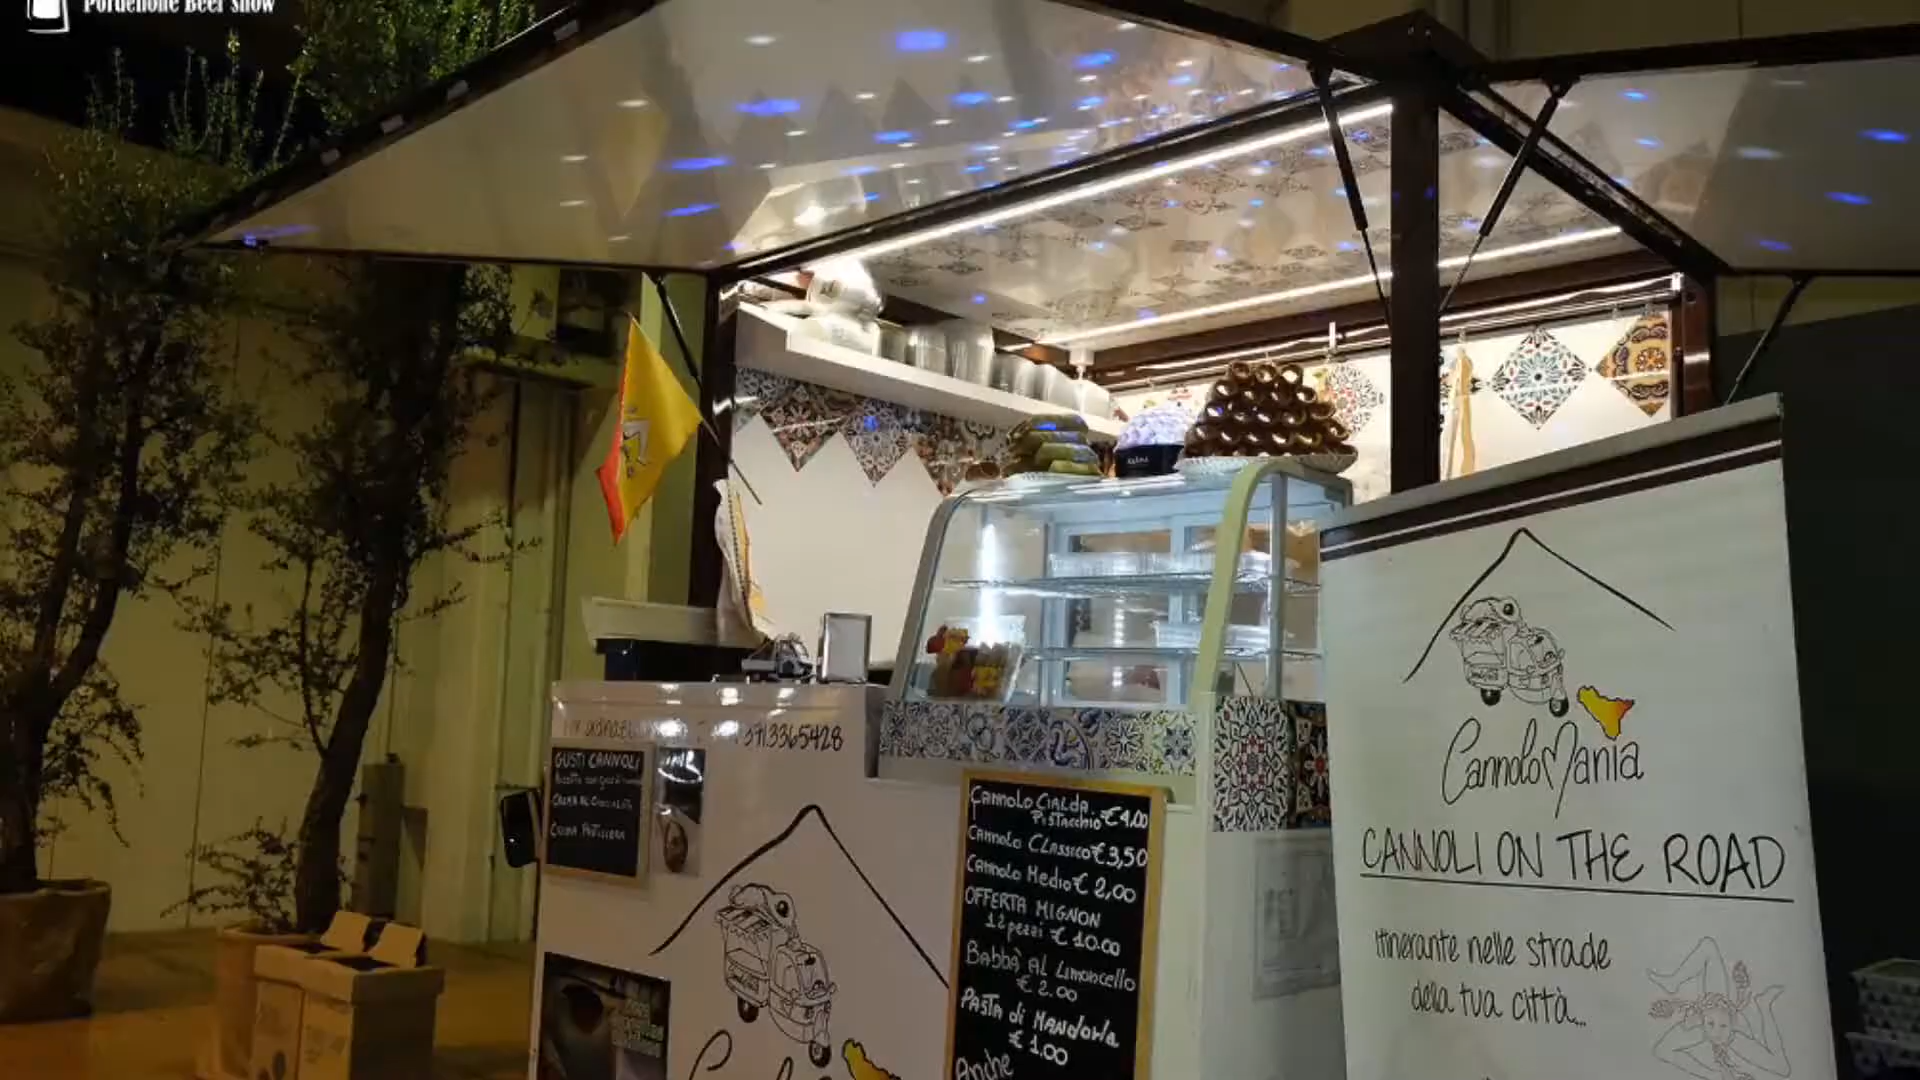 Pordenone Beer Show
3713365428
GUSTI CANNOLI
CREMA AL CIOCCOLATO
CREMA PASTICCERA
CANNOLO CIALDA
PISTACCHIO € 4.00
CANNOLO CLASSICO € 3,50
CANNOLO MEDIO € 2,00
OFFERTA MIGNON
12 pezzi € 10.00
BABBÀ AL LIMONCELLO
€ 2.00
PASTA di MANDORLA
€ 1.00
Anche
CannoloMania
CANNOLI ON THE ROAD
itinerante nelle strade
della tua città...